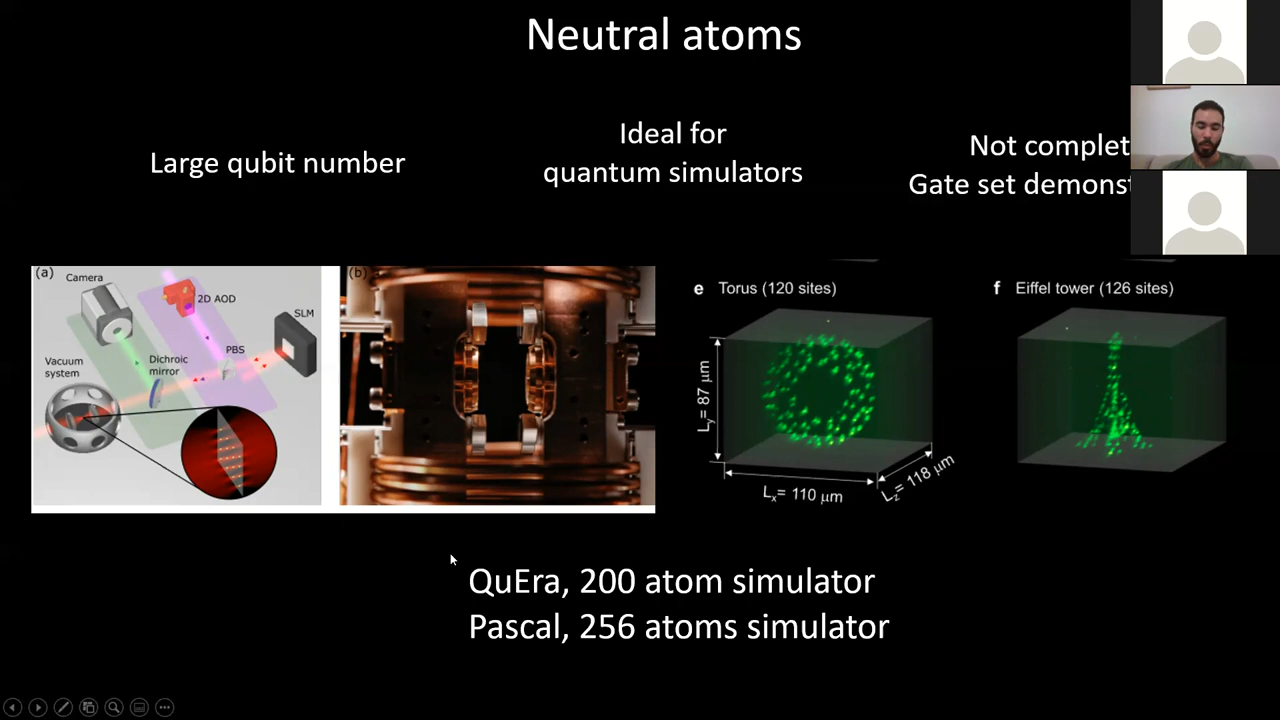 Neutral atoms
Large qubit number
Ideal for
quantum simulators
Not complet
Gate set demonst
(a)
Camera
2D AOD
SLM
PBS
Dichroic
mirror
Vacuum
system
(b)
e Torus (120 sites)
Ly= 87 μm
Lx= 110 μm
Lz= 118 μm
f Eiffel tower (126 sites)
QuEra, 200 atom simulator
Pascal, 256 atoms simulator